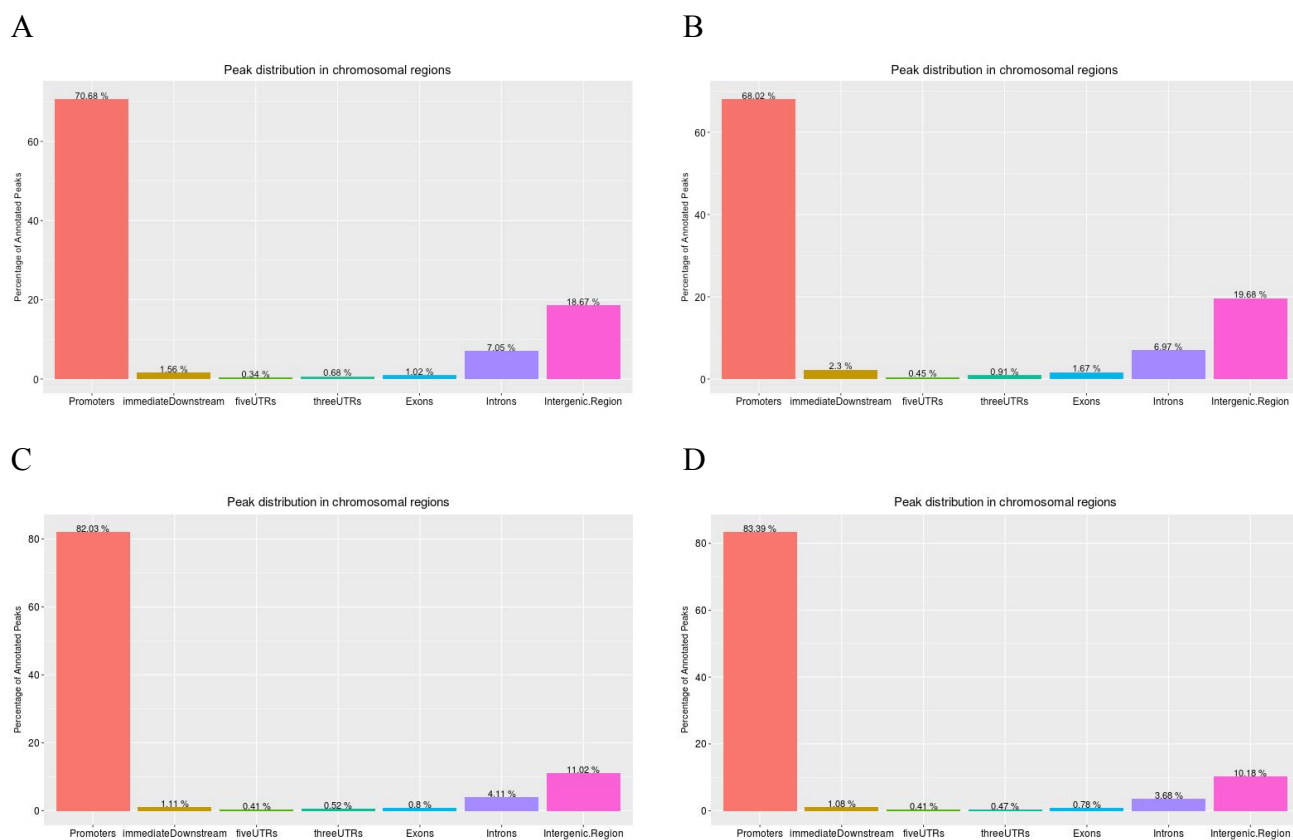 A
Peak distribution in chromosomal regions
Percentage of Annotated Peaks
60
40
20
0
70.68 %
1.56 %
0.34 %
0.68 %
1.02 %
7.05 %
18.67 %
Promoters immediateDownstream fiveUTRs threeUTRs Exons Introns Intergenic.Region
B
Peak distribution in chromosomal regions
Percentage of Annotated Peaks
60
40
20
0
68.02 %
2.3 %
0.45 %
0.91 %
1.67 %
6.97 %
19.68 %
Promoters immediateDownstream fiveUTRs threeUTRs Exons Introns Intergenic.Region
C
Peak distribution in chromosomal regions
Percentage of Annotated Peaks
80
60
40
20
0
82.03 %
1.11 %
0.41 %
0.52 %
0.8 %
4.11 %
11.02 %
Promoters immediateDownstream fiveUTRs threeUTRs Exons Introns Intergenic.Region
D
Peak distribution in chromosomal regions
Percentage of Annotated Peaks
80
60
40
20
0
83.39 %
1.08 %
0.41 %
0.47 %
0.78 %
3.68 %
10.18 %
Promoters immediateDownstream fiveUTRs threeUTRs Exons Introns Intergenic.Region